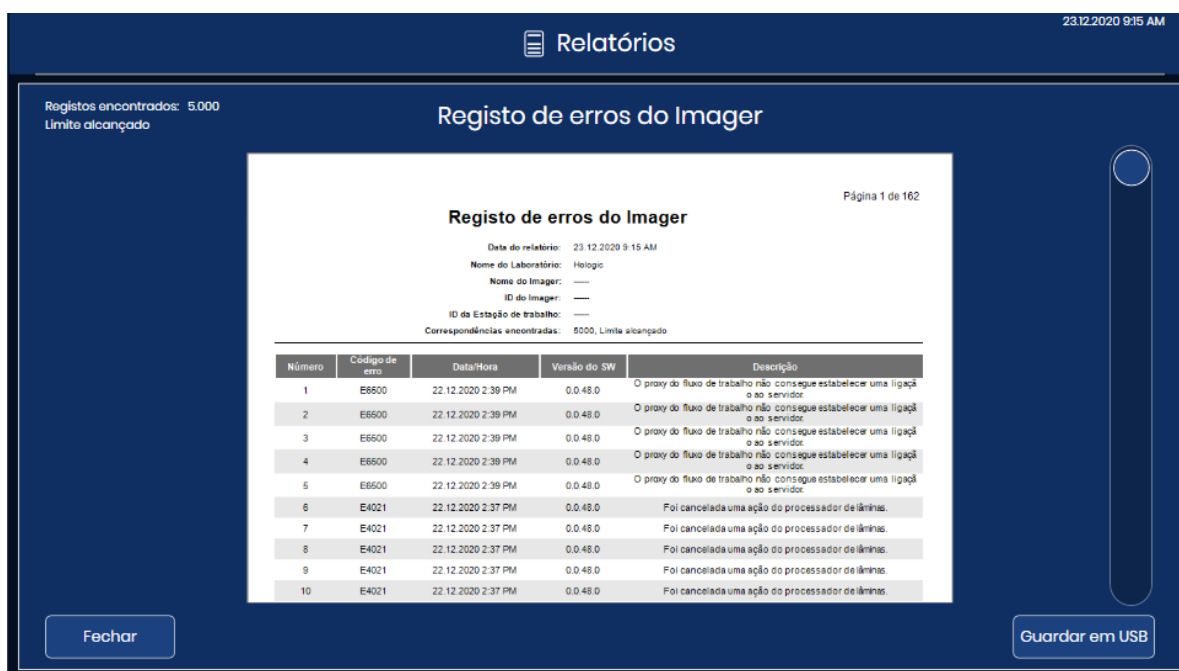 23.12.2020 9:15 AM
Relatórios
Registos encontrados: 5.000
Limite alcançado
Registo de erros do Imager
Página 1 de 162
Registo de erros do Imager
Data do relatório: 23.12.2020 9:15 AM
Nome do Laboratório: Hologic
Nome do Imager: -----
ID do Imager: -----
ID da Estação de trabalho: -----
Correspondências encontradas: 5000, Limite alcançado
Número Código de erro Data/Hora Versão do SW Descrição
1 E6500 22.12.2020 2:39 PM 0.0.48.0 O proxy do fluxo de trabalho não consegue estabelecer uma ligaçã
o ao servidor.
2 E6500 22.12.2020 2:39 PM 0.0.48.0 O proxy do fluxo de trabalho não consegue estabelecer uma ligaçã
o ao servidor.
3 E6500 22.12.2020 2:39 PM 0.0.48.0 O proxy do fluxo de trabalho não consegue estabelecer uma ligaçã
o ao servidor.
4 E6500 22.12.2020 2:39 PM 0.0.48.0 O proxy do fluxo de trabalho não consegue estabelecer uma ligaçã
o ao servidor.
5 E6500 22.12.2020 2:39 PM 0.0.48.0 O proxy do fluxo de trabalho não consegue estabelecer uma ligaçã
o ao servidor.
6 E4021 22.12.2020 2:37 PM 0.0.48.0 Foi cancelada uma ação do processador de lâminas.
7 E4021 22.12.2020 2:37 PM 0.0.48.0 Foi cancelada uma ação do processador de lâminas.
8 E4021 22.12.2020 2:37 PM 0.0.48.0 Foi cancelada uma ação do processador de lâminas.
9 E4021 22.12.2020 2:37 PM 0.0.48.0 Foi cancelada uma ação do processador de lâminas.
10 E4021 22.12.2020 2:37 PM 0.0.48.0 Foi cancelada uma ação do processador de lâminas.
Fechar
Guardar em USB